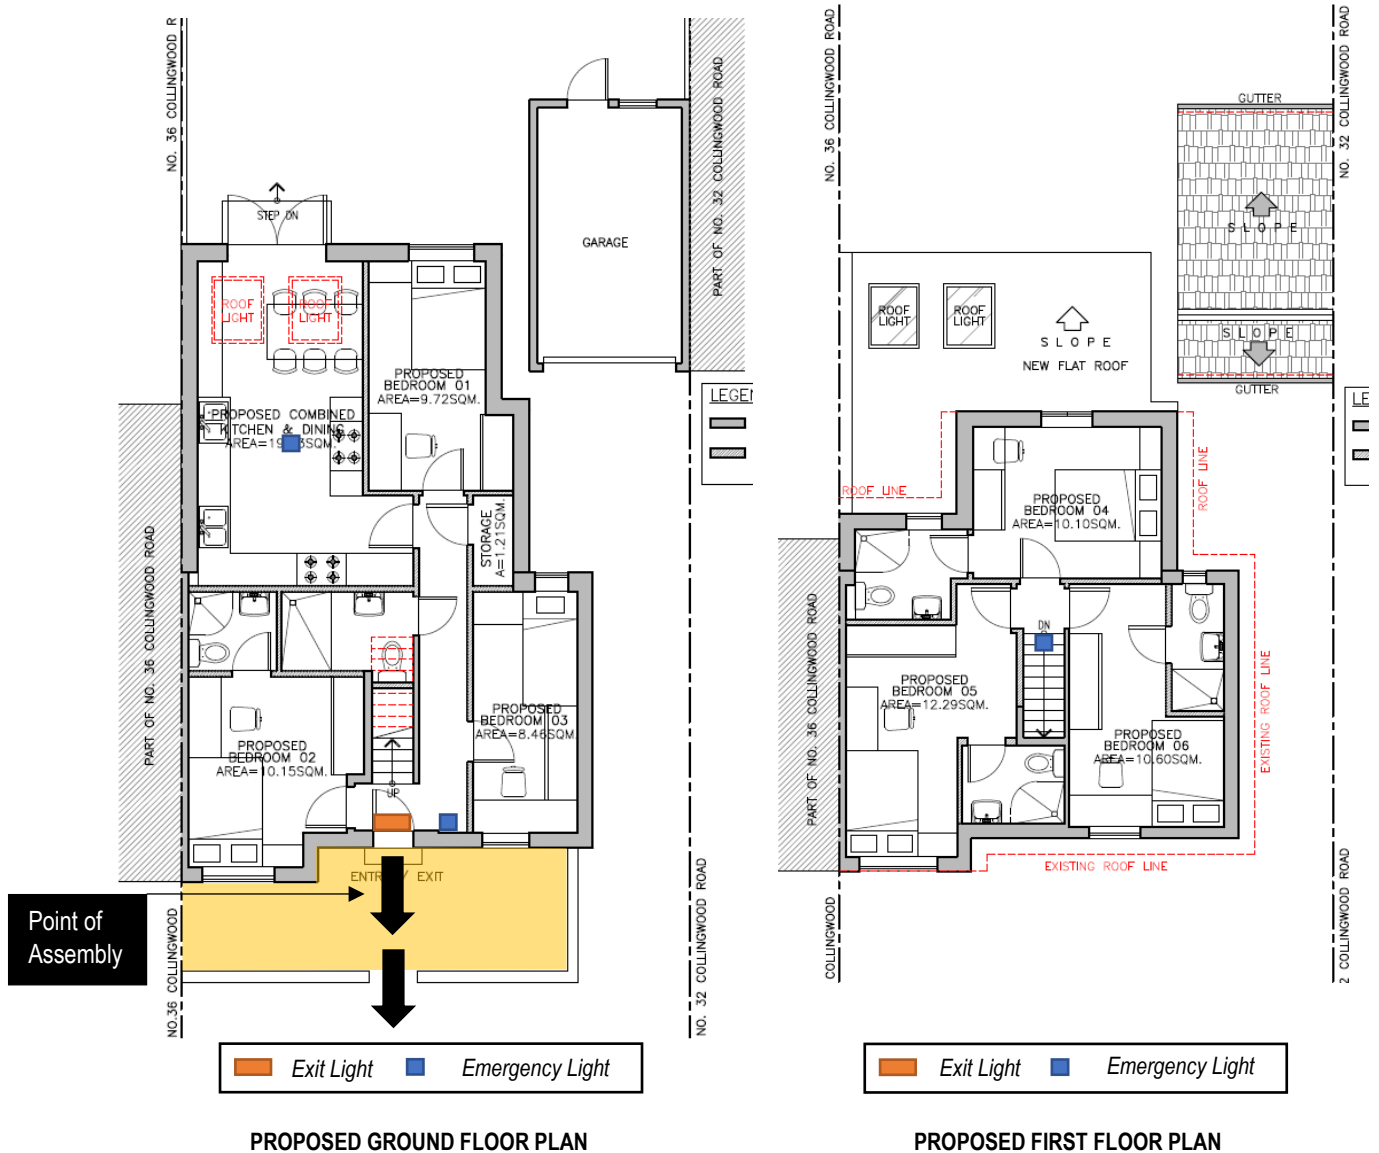 NO. 36 COLLINGWOOD R
PART OF NO. 32 COLLINGWOOD ROAD
GARAGE
STEP DN
ROOF
LIGHT
ROOF
LIGHT
PROPOSED
BEDROOM 01
AREA=9.72SQM.
PROPOSED COMBINED
KITCHEN & DINING
STORAGE
A=1.21SQM.
LEGEN
PART OF NO. 36 COLLINGWOOD ROAD
PROPOSED
BEDROOM 02
AREA=10.15SQM.
PROPOSED
BEDROOM 03
AREA=8.46SQM.
UP
EXIT
Point of
Assembly
NO.36 COLLINGWOOD
NO. 32 COLLINGWOOD ROAD
Exit Light
Emergency Light
PROPOSED GROUND FLOOR PLAN
NO. 36 COLLINGWOOD ROAD
NO. 32 COLLINGWOOD ROAD
GUTTER
SLOPE
SLOPE
GUTTER
ROOF
LIGHT
ROOF
LIGHT
SLOPE
NEW FLAT ROOF
LE
ROOF LINE
ROOF LINE
PROPOSED
BEDROOM 04
AREA=10.10SQM.
DN
PROPOSED
BEDROOM 05
AREA=12.29SQM.
PROPOSED
BEDROOM 06
AREA=10.60SQM.
PART OF NO. 36 COLLINGWOOD ROAD
EXISTING ROOF LINE
EXISTING ROOF LINE
COLLINGWOOD
2 COLLINGWOOD ROAD
Exit Light
Emergency Light
PROPOSED FIRST FLOOR PLAN